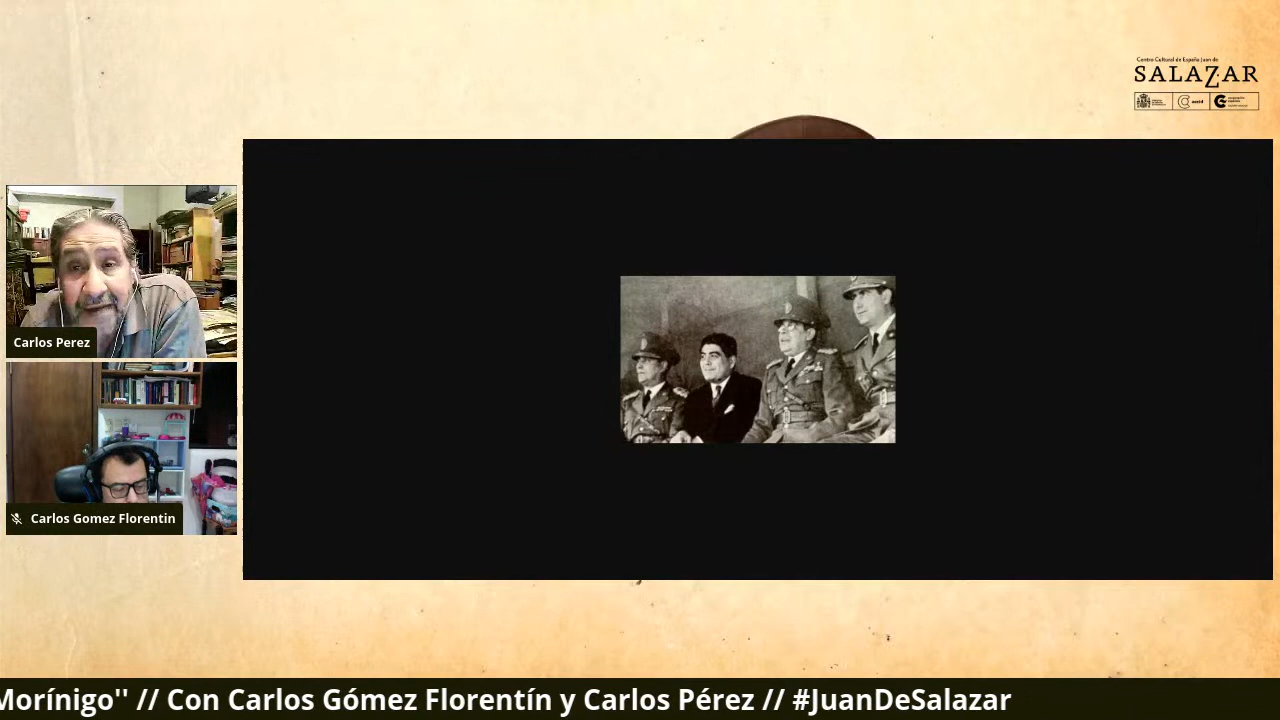 Centro Cultural de España Juan de
SALAZAR
aecid
Carlos Perez
Carlos Gomez Florentin
Morínigo'' // Con Carlos Gómez Florentín y Carlos Pérez // #JuanDeSalazar